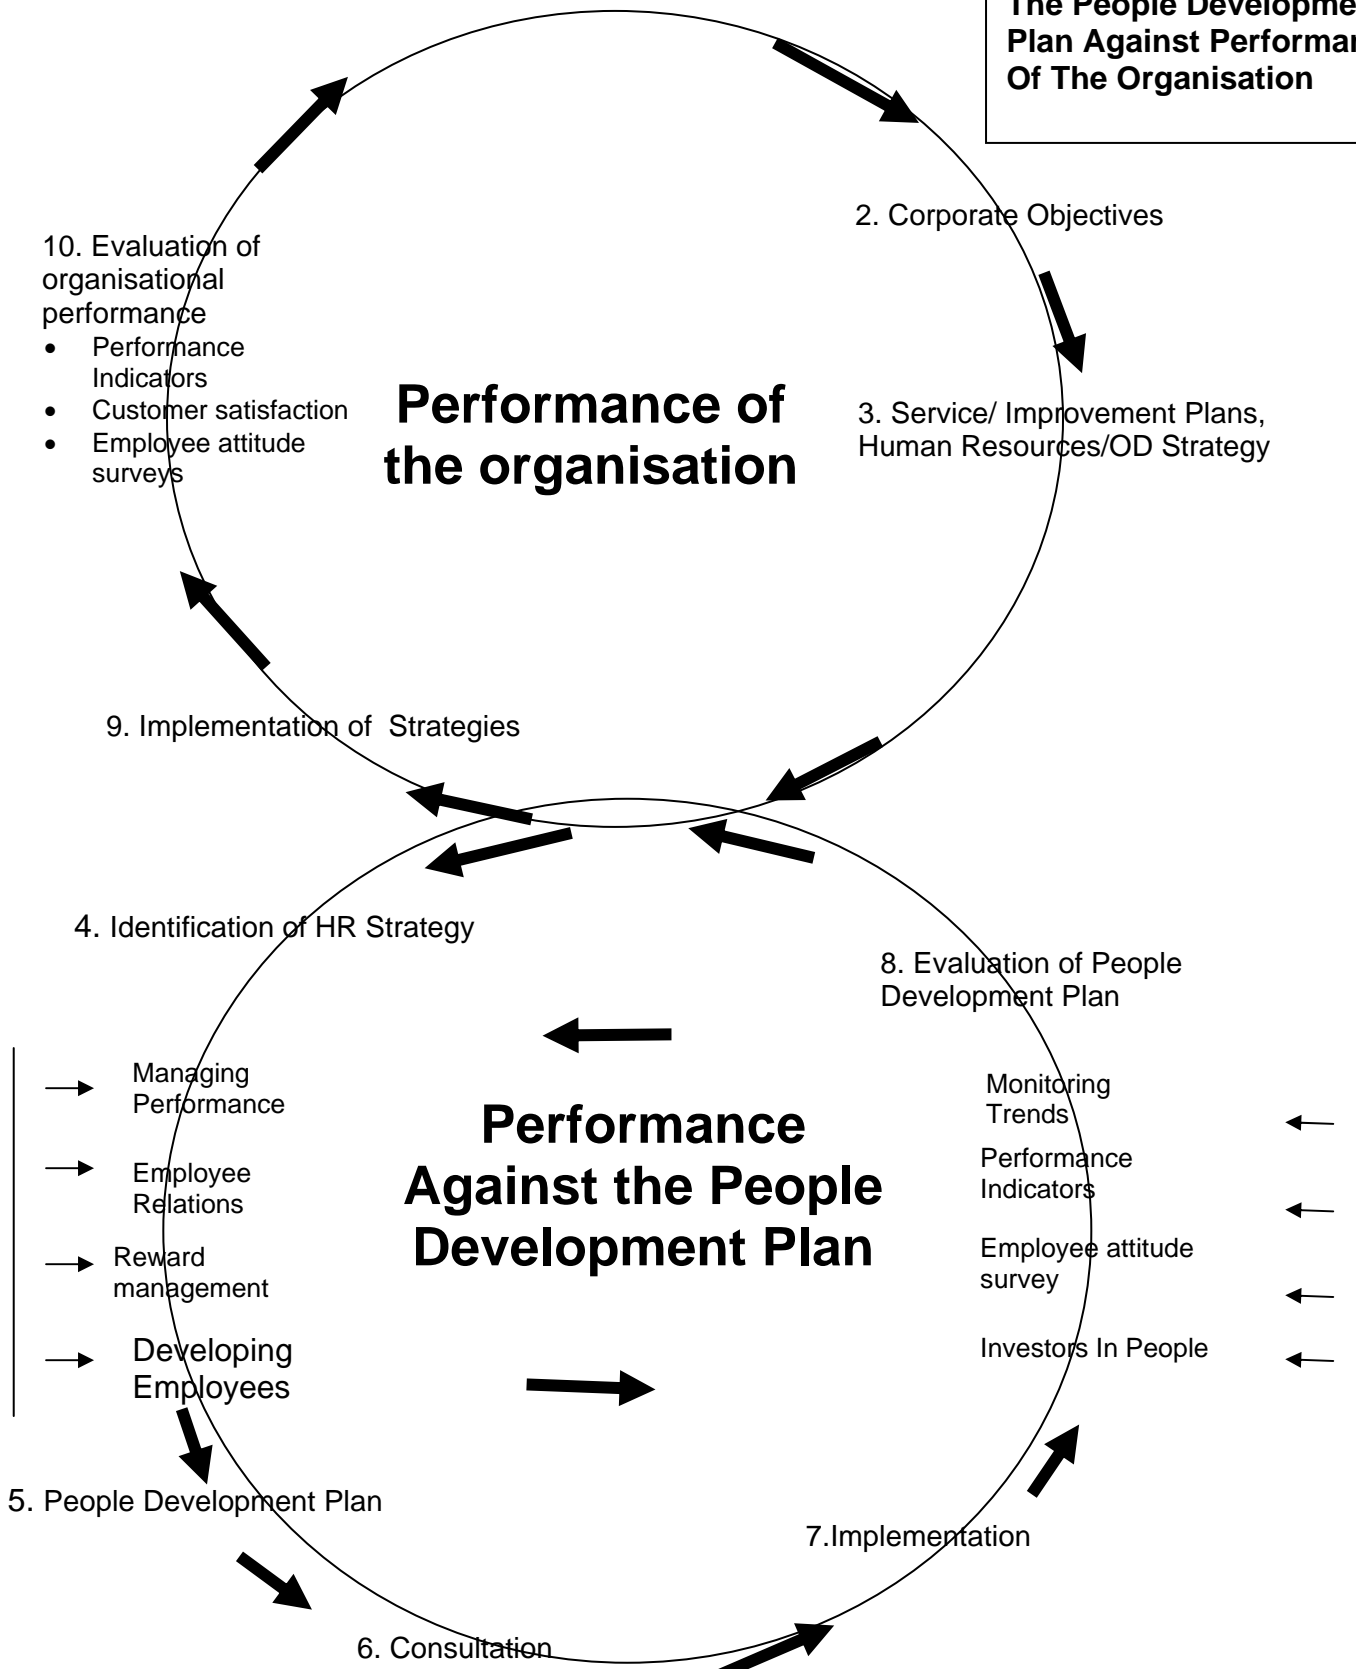 The People Developme
Plan Against Performa
Of The Organisation
2. Corporate Objectives
10. Evaluation of
organisational
performance
• Performance
Indicators
• Customer satisfaction
• Employee attitude
surveys
Performance of
the organisation
3. Service/ Improvement Plans,
Human Resources/OD Strategy
9. Implementation of Strategies
4. Identification of HR Strategy
8. Evaluation of People
Development Plan
Managing
Performance
Employee
Relations
Reward
management
Developing
Employees
Performance
Against the People
Development Plan
Monitoring
Trends
Performance
Indicators
Employee attitude
survey
Investors In People
5. People Development Plan
7.Implementation
6. Consultation